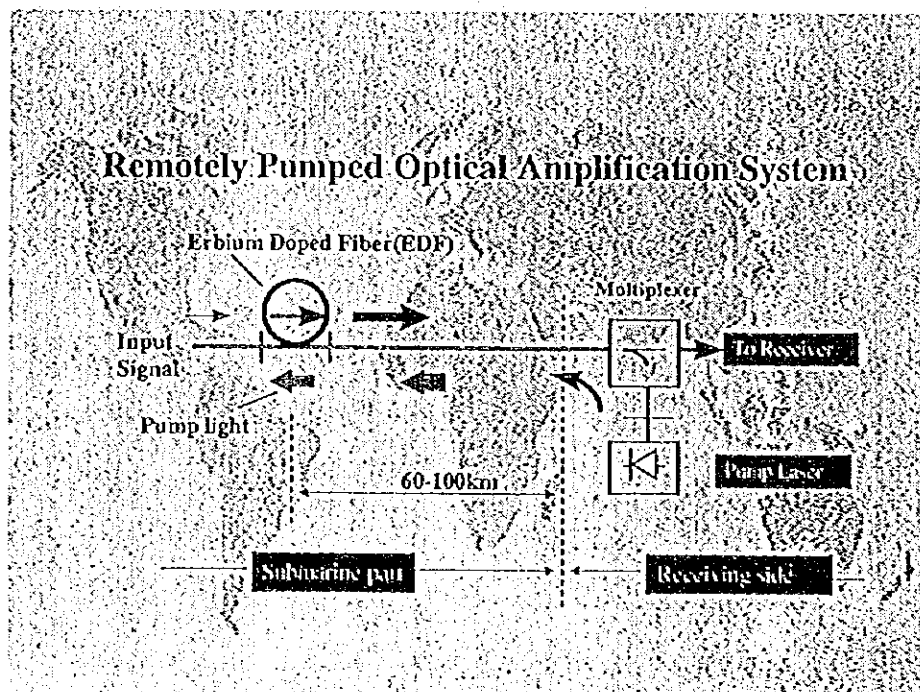 Remotely Pumped Optical Amplification System
Erbium Doped Fiber(EDF)
Moltiplexer
Input
Signal
To Receiver
Pump light
Pump Laser
60-100km
Submarine part
Receiving side